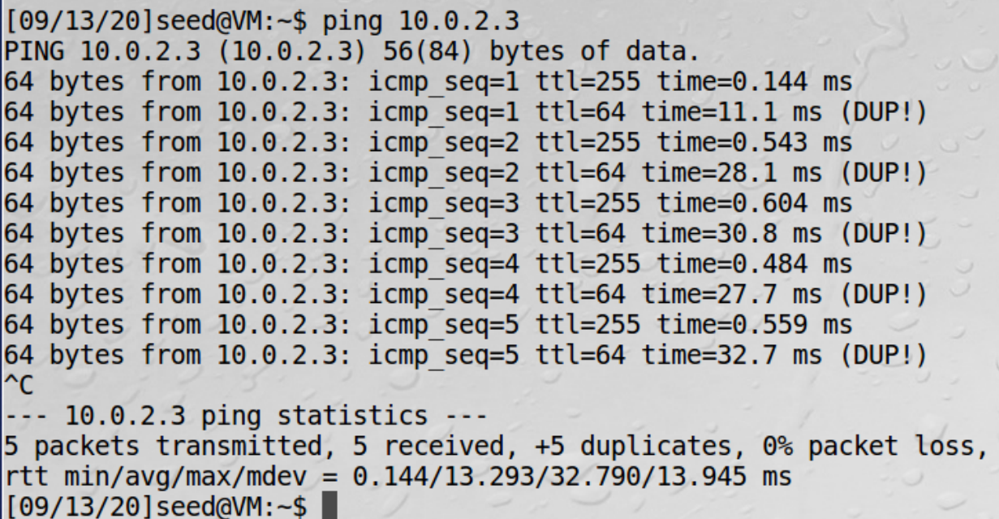 [09/13/20]seed@VM:~$ ping 10.0.2.3
PING 10.0.2.3 (10.0.2.3) 56(84) bytes of data.
64 bytes from 10.0.2.3: icmp_seq=1 ttl=255 time=0.144 ms
64 bytes from 10.0.2.3: icmp_seq=1 ttl=64 time=11.1 ms (DUP!)
64 bytes from 10.0.2.3: icmp_seq=2 ttl=255 time=0.543 ms
64 bytes from 10.0.2.3: icmp_seq=2 ttl=64 time=28.1 ms (DUP!)
64 bytes from 10.0.2.3: icmp_seq=3 ttl=255 time=0.604 ms
64 bytes from 10.0.2.3: icmp_seq=3 ttl=64 time=30.8 ms (DUP!)
64 bytes from 10.0.2.3: icmp_seq=4 ttl=255 time=0.484 ms
64 bytes from 10.0.2.3: icmp_seq=4 ttl=64 time=27.7 ms (DUP!)
64 bytes from 10.0.2.3: icmp_seq=5 ttl=255 time=0.559 ms
64 bytes from 10.0.2.3: icmp_seq=5 ttl=64 time=32.7 ms (DUP!)
^C
--- 10.0.2.3 ping statistics ---
5 packets transmitted, 5 received, +5 duplicates, 0% packet loss,
rtt min/avg/max/mdev = 0.144/13.293/32.790/13.945 ms
[09/13/20]seed@VM:~$